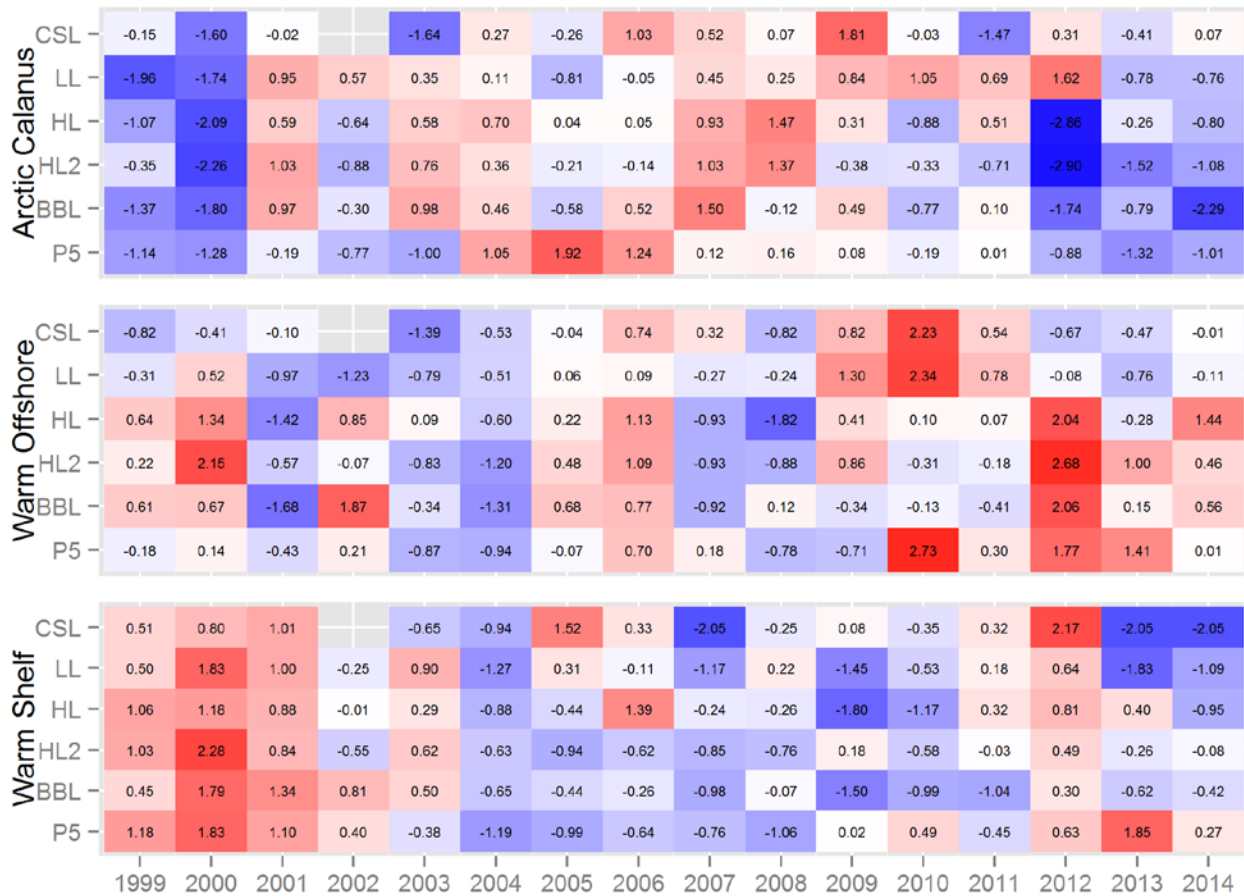 Arctic Calanus
CSL -0.15 -1.60 -0.02 -1.64 0.27 -0.26 1.03 0.52 0.07 1.81 -0.03 -1.47 0.31 -0.41 0.07
LL -1.96 -1.74 0.95 0.57 0.35 0.11 -0.81 -0.05 0.45 0.25 0.84 1.05 0.69 1.62 -0.78 -0.76
HL -1.07 -2.09 0.59 -0.64 0.58 0.70 0.04 0.05 0.93 1.47 0.31 -0.88 0.51 -2.86 -0.26 -0.80
HL2 -0.35 -2.26 1.03 -0.88 0.76 0.36 -0.21 -0.14 1.03 1.37 -0.38 -0.33 -0.71 -2.90 -1.52 -1.08
BBL -1.37 -1.80 0.97 -0.30 0.98 0.46 -0.58 0.52 1.50 -0.12 0.49 -0.77 0.10 -1.74 -0.79 -2.29
P5 -1.14 -1.28 -0.19 -0.77 -1.00 1.05 1.92 1.24 0.12 0.16 0.08 -0.19 0.01 -0.88 -1.32 -1.01
Warm Offshore
CSL -0.82 -0.41 -0.10 -1.39 -0.53 -0.04 0.74 0.32 -0.82 0.82 2.23 0.54 -0.67 -0.47 -0.01
LL -0.31 0.52 -0.97 -1.23 -0.79 -0.51 0.06 0.09 -0.27 -0.24 1.30 2.34 0.78 -0.08 -0.76 -0.11
HL 0.64 1.34 -1.42 0.85 0.09 -0.60 0.22 1.13 -0.93 -1.82 0.41 0.10 0.07 2.04 -0.28 1.44
HL2 0.22 2.15 -0.57 -0.07 -0.83 -1.20 0.48 1.09 -0.93 -0.88 0.86 -0.31 -0.18 2.68 1.00 0.46
BBL 0.61 0.67 -1.68 1.87 -0.34 -1.31 0.68 0.77 -0.92 0.12 -0.34 -0.13 -0.41 2.06 0.15 0.56
P5 -0.18 0.14 -0.43 0.21 -0.87 -0.94 -0.07 0.70 0.18 -0.78 -0.71 2.73 0.30 1.77 1.41 0.01
Warm Shelf
CSL 0.51 0.80 1.01 -0.65 -0.94 1.52 0.33 -2.05 -0.25 0.08 -0.35 0.32 2.17 -2.05 -2.05
LL 0.50 1.83 1.00 -0.25 0.90 -1.27 0.31 -0.11 -1.17 0.22 -1.45 -0.53 0.18 0.64 -1.83 -1.09
HL 1.06 1.18 0.88 -0.01 0.29 -0.88 -0.44 1.39 -0.24 -0.26 -1.80 -1.17 0.32 0.81 0.40 -0.95
HL2 1.03 2.28 0.84 -0.55 0.62 -0.63 -0.94 -0.62 -0.85 -0.76 0.18 -0.58 -0.03 0.49 -0.26 -0.08
BBL 0.45 1.79 1.34 0.81 0.50 -0.65 -0.44 -0.26 -0.98 -0.07 -1.50 -0.99 -1.04 0.30 -0.62 -0.42
P5 1.18 1.83 1.10 0.40 -0.38 -1.19 -0.99 -0.64 -0.76 -1.06 0.02 0.49 -0.45 0.63 1.85 0.27
1999 2000 2001 2002 2003 2004 2005 2006 2007 2008 2009 2010 2011 2012 2013 2014